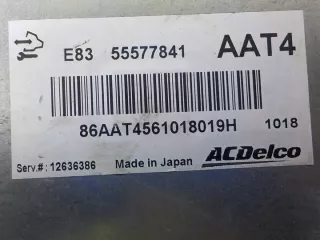 E83 55577841 AAT4
86AAT4561018019H 1018
Serv.#: 12636386 Made in Japan ACDelco